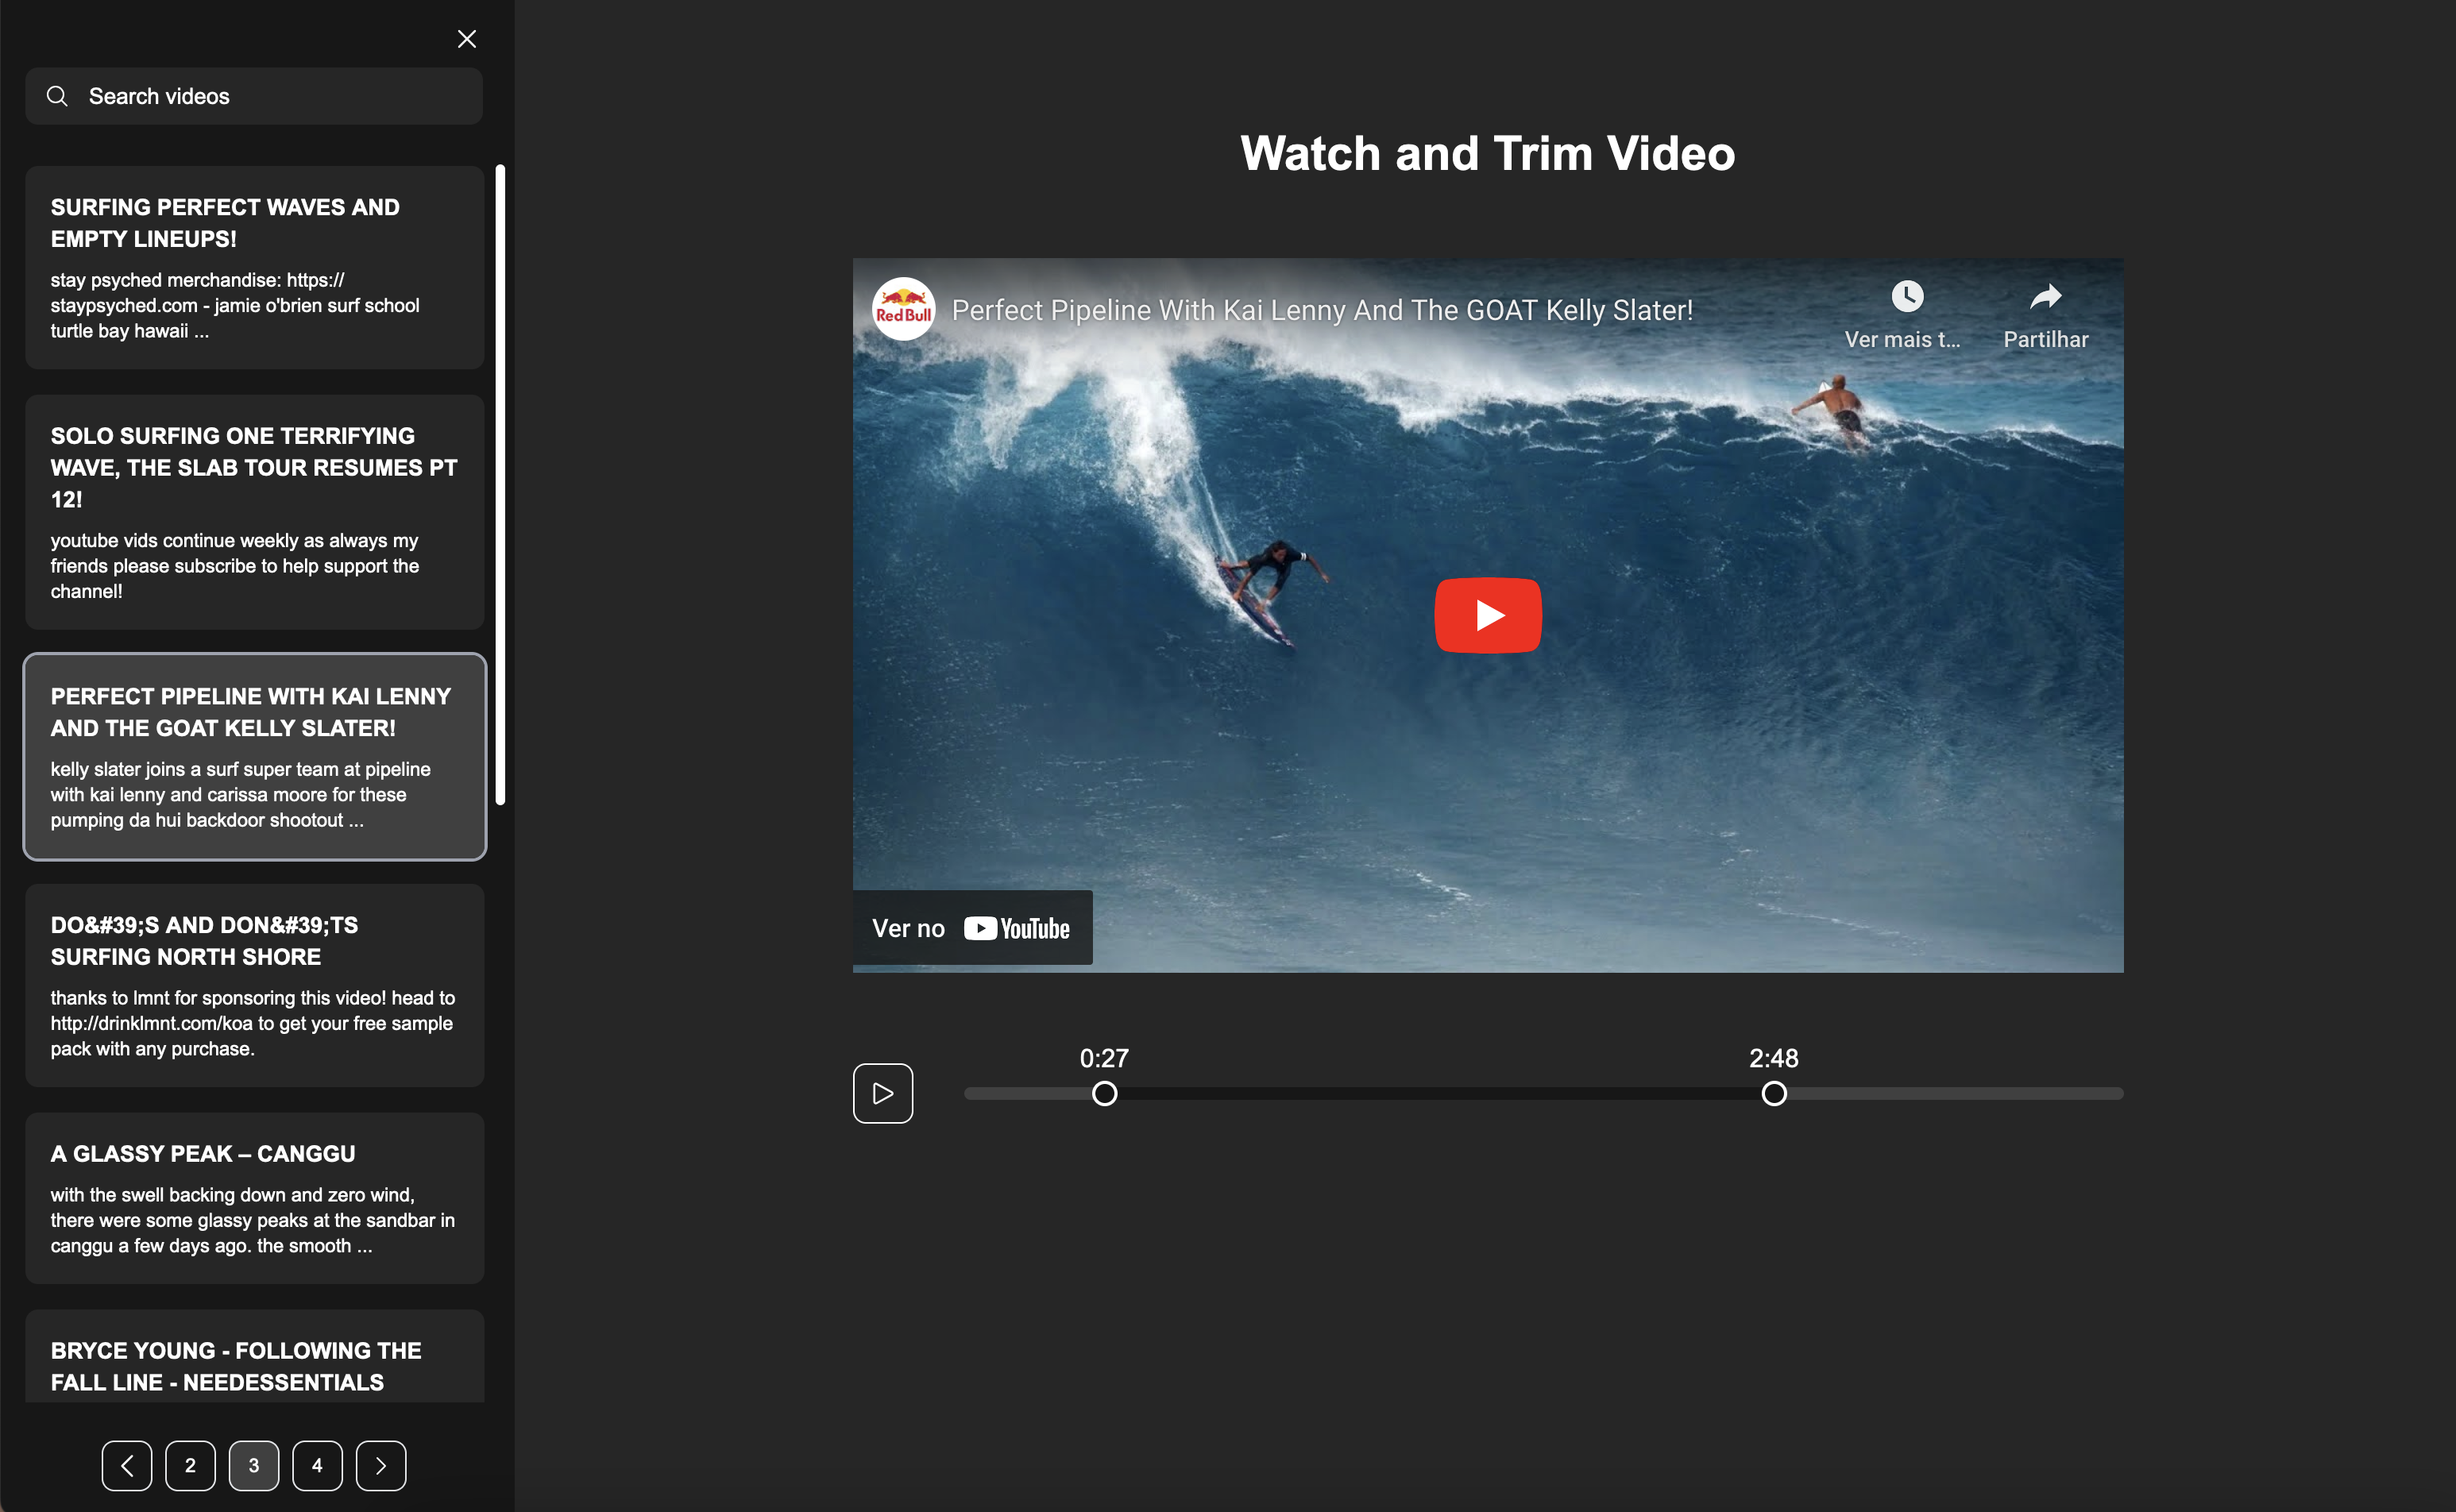 Search videos
SURFING PERFECT WAVES AND
EMPTY LINEUPS!
stay psyched merchandise: https://
staypsyched.com - jamie o'brien surf school
turtle bay hawaii ...
SOLO SURFING ONE TERRIFYING
WAVE, THE SLAB TOUR RESUMES PT
12!
youtube vids continue weekly as always my
friends please subscribe to help support the
channel!
PERFECT PIPELINE WITH KAI LENNY
AND THE GOAT KELLY SLATER!
kelly slater joins a surf super team at pipeline
with kai lenny and carissa moore for these
pumping da hui backdoor shootout ...
DO&#39;S AND DON&#39;TS
SURFING NORTH SHORE
thanks to lmnt for sponsoring this video! head to
http://drinklmnt.com/koa to get your free sample
pack with any purchase.
A GLASSY PEAK – CANGGU
with the swell backing down and zero wind,
there were some glassy peaks at the sandbar in
canggu a few days ago. the smooth ...
BRYCE YOUNG - FOLLOWING THE
FALL LINE - NEEDESSENTIALS
2 3 4
Watch and Trim Video
Red Bull
Perfect Pipeline With Kai Lenny And The GOAT Kelly Slater!
Ver mais t... Partilhar
Ver no YouTube
0:27 2:48